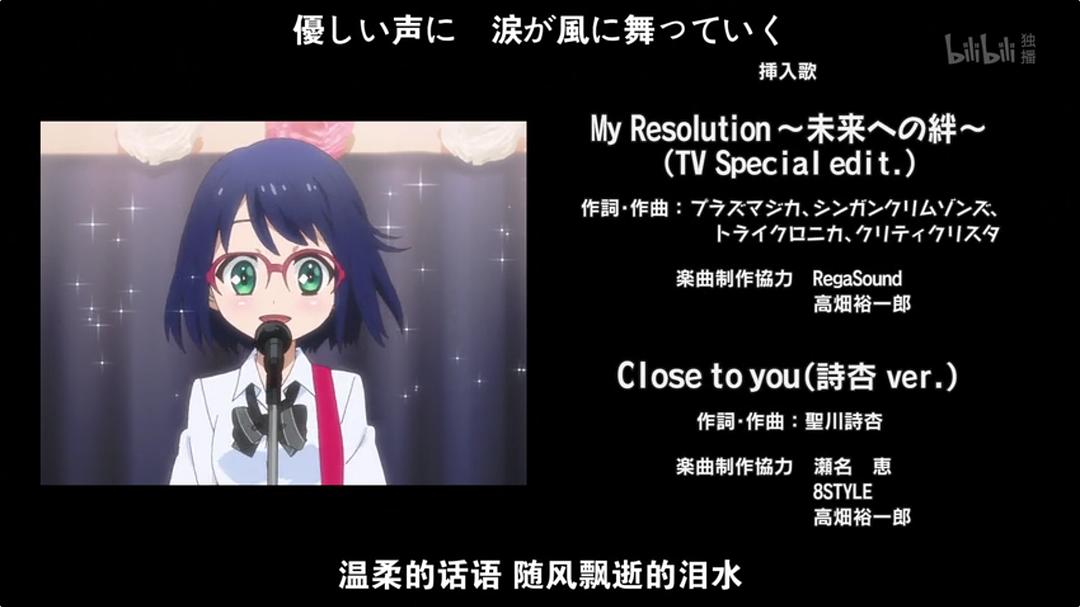 優しい声に　涙が風に舞っていく
bilibili 独播
挿入歌
My Resolution～未来への絆～
(TV Special edit.)
作詞・作曲：プラズマジカ、シンガンクリムゾンズ、
トライクロニカ、クリティクリスタ
楽曲制作協力　RegaSound
高畑裕一郎
Close to you(詩杏 ver.)
作詞・作曲：聖川詩杏
楽曲制作協力　瀬名　恵
8STYLE
高畑裕一郎
温柔的话语 随风飘逝的泪水